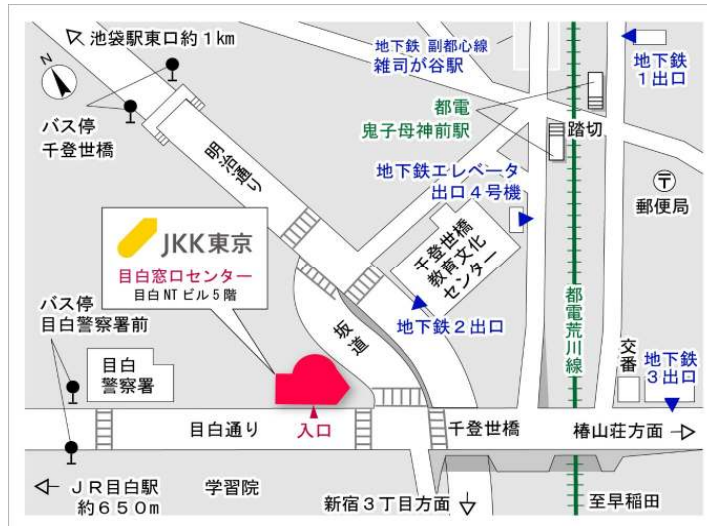 池袋駅東口約1km
N
バス停
千登世橋
明治通り
地下鉄 副都心線
雑司が谷駅
都電
鬼子母神前駅
踏切
地下鉄
1出口
地下鉄エレベータ
出口4号機
〒
郵便局
千登世橋
教育文化
センター
JKK東京
目白窓口センター
目白NTビル5階
バス停
目白警察署前
目白
警察署
坂道
地下鉄2出口
都電荒川線
交番
地下鉄
3出口
目白通り
入口
千登世橋
椿山荘方面
JR目白駅
約650m
学習院
新宿3丁目方面
至早稲田